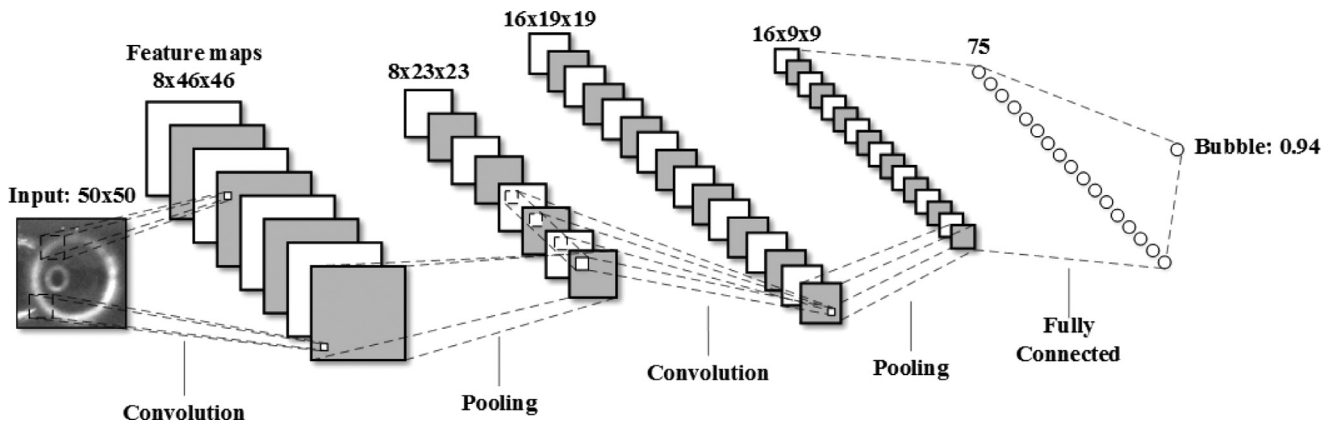 Input: 50x50
Feature maps
8x46x46
8x23x23
16x19x19
16x9x9
75
Bubble: 0.94
Convolution
Pooling
Convolution
Pooling
Fully
Connected